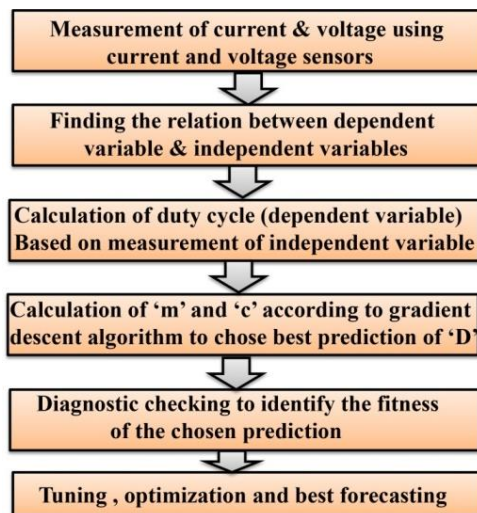 Measurement of current & voltage using
current and voltage sensors
Finding the relation between dependent
variable & independent variables
Calculation of duty cycle (dependent variable)
Based on measurement of independent variable
Calculation of ‘m’ and ‘c’ according to gradient
descent algorithm to chose best prediction of ‘D’
Diagnostic checking to identify the fitness
of the chosen prediction
Tuning , optimization and best forecasting